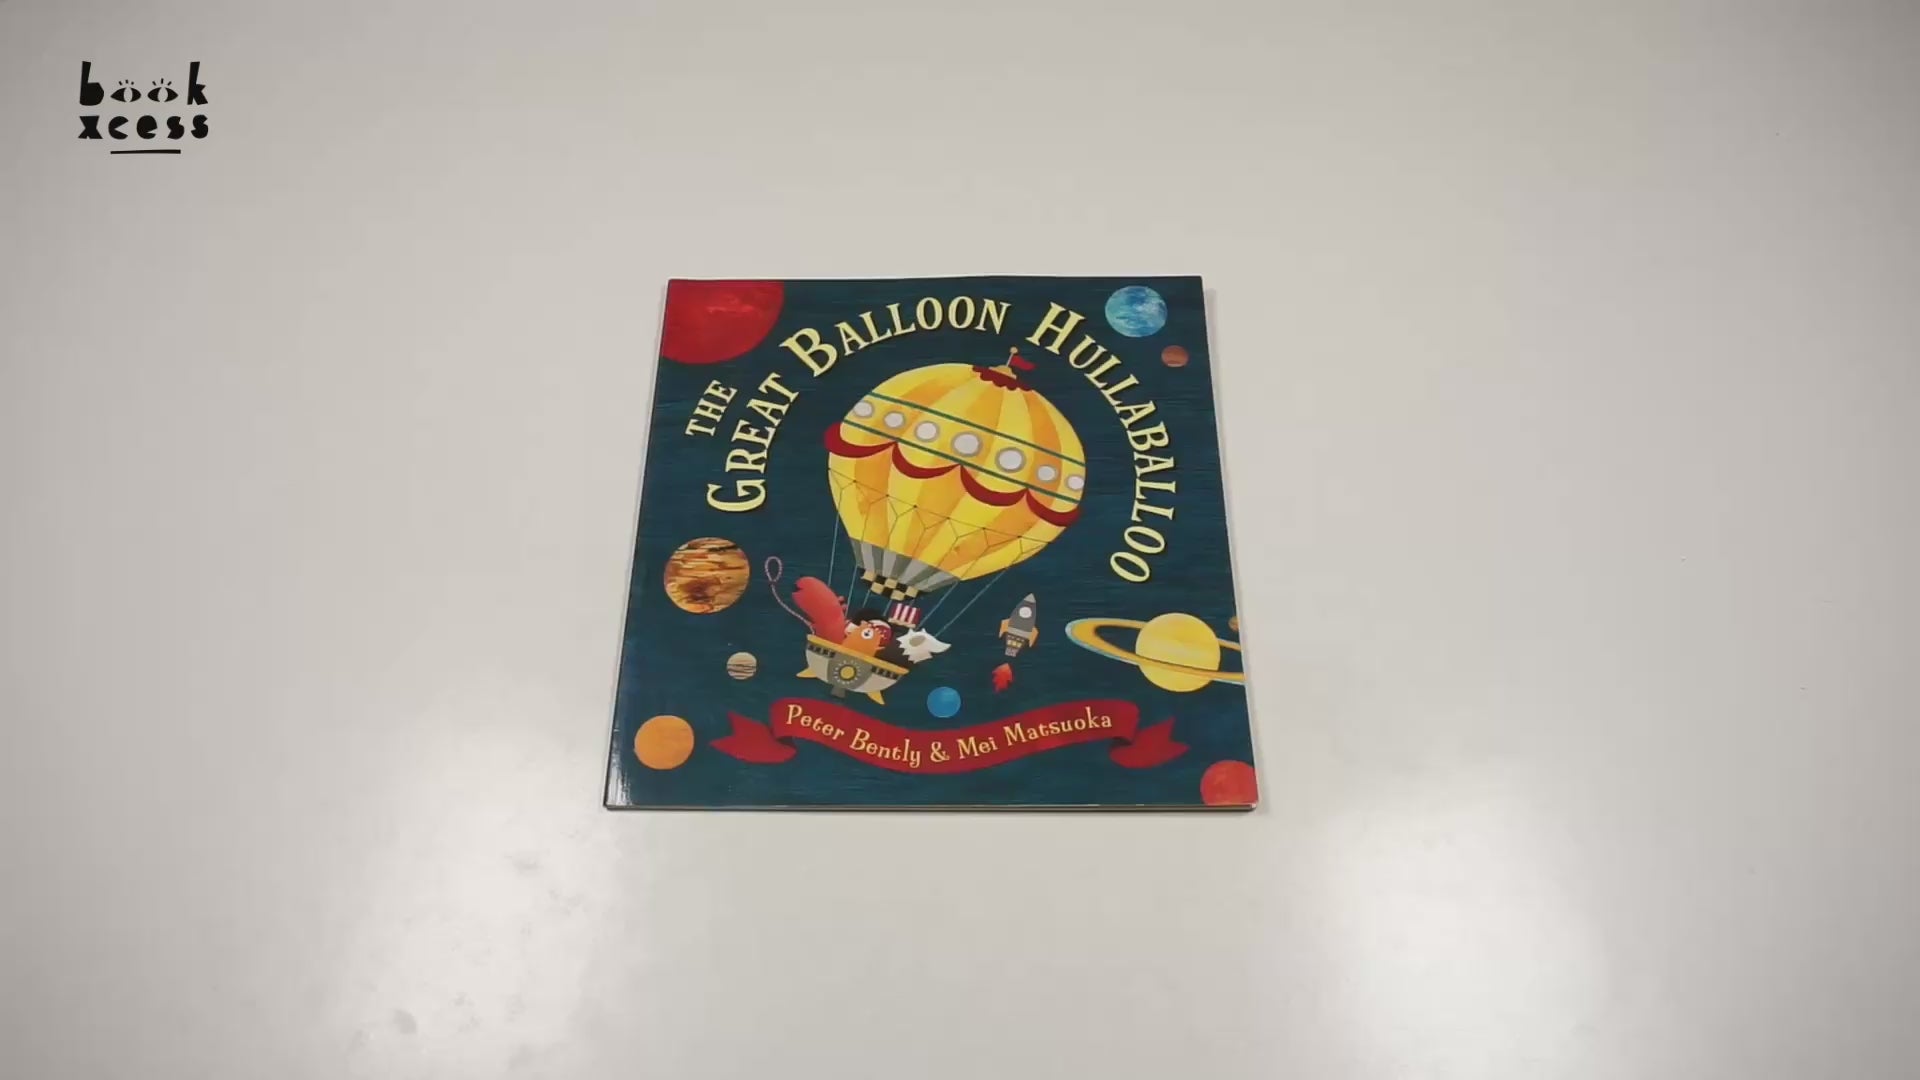 book
xcess
THE
GREAT BALLOON HULLABALLOO
Peter Bently & Mei Matsuoka